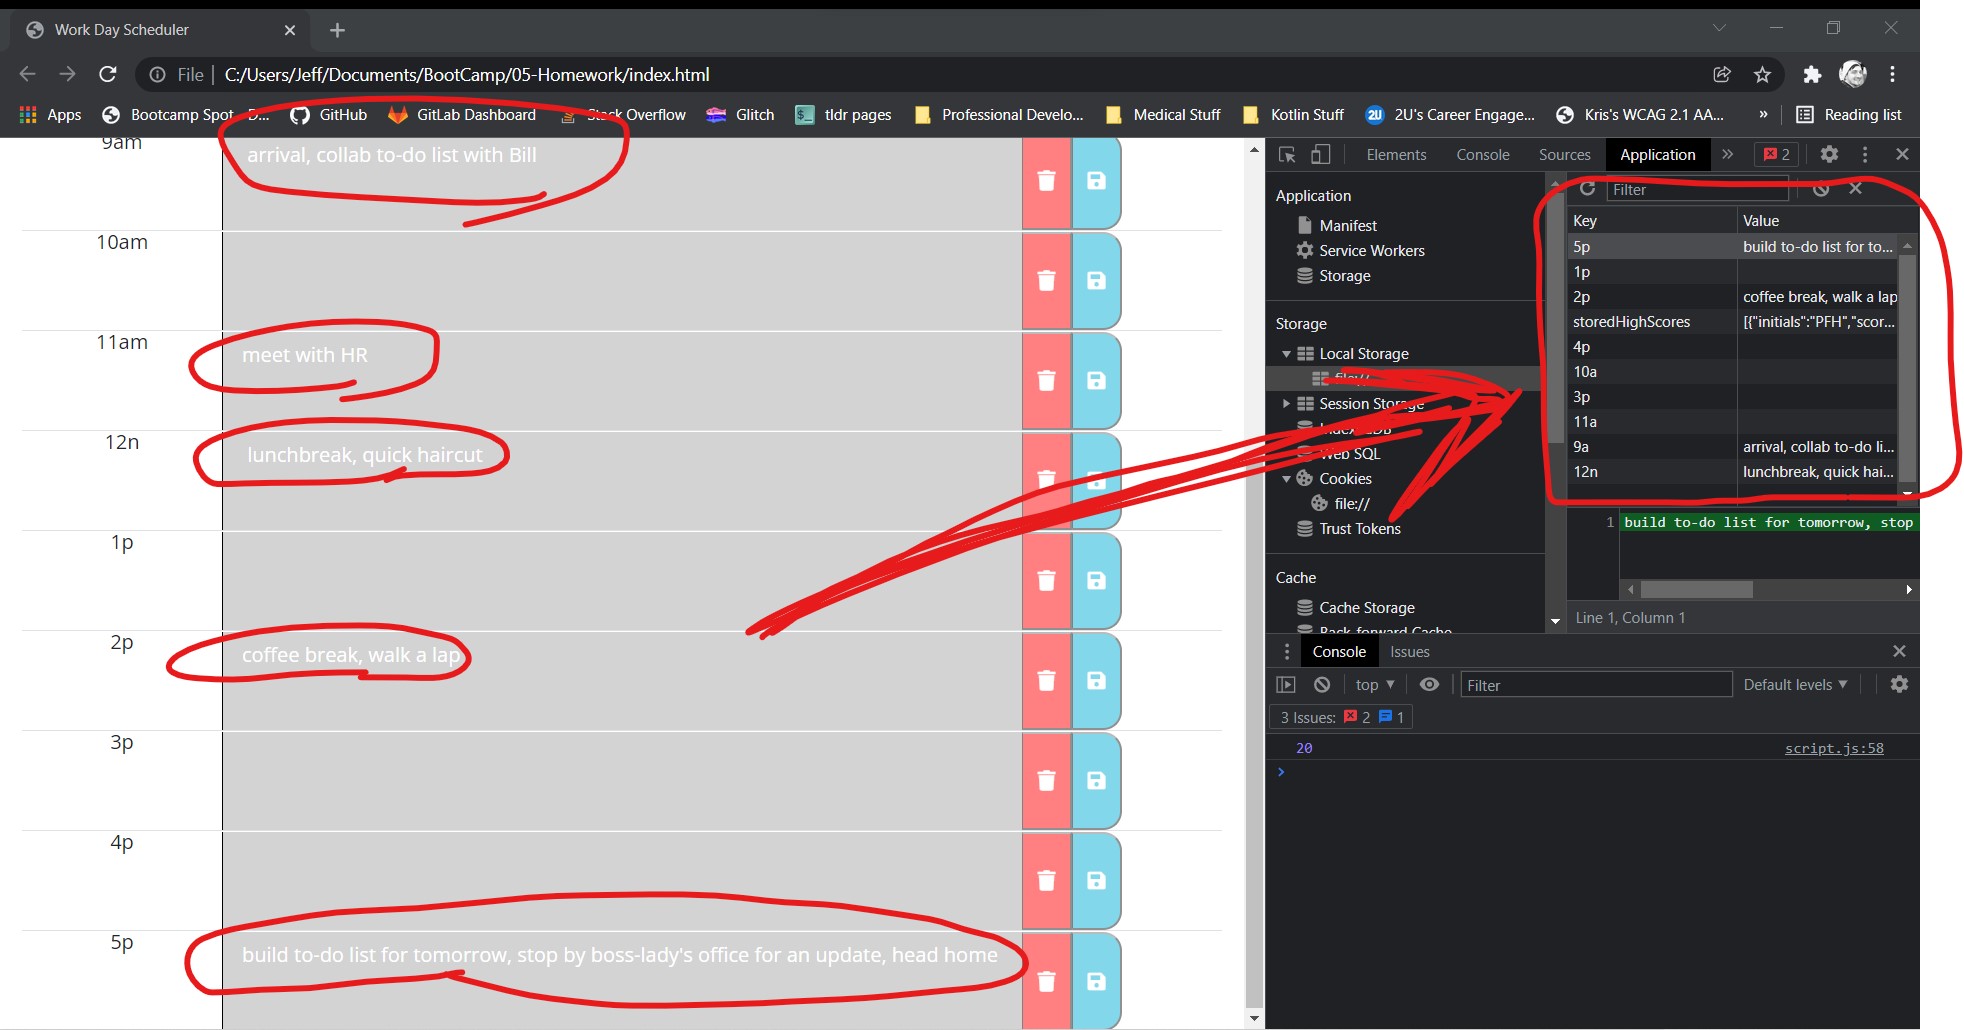 Work Day Scheduler
File | C:/Users/Jeff/Documents/BootCamp/05-Homework/index.html
Apps Bootcamp Spot - D... GitHub GitLab Dashboard Stack Overflow Glitch tldr pages Professional Develo... Medical Stuff Kotlin Stuff 2U 2U's Career Engage... Kris's WCAG 2.1 AA... » Reading list
9am
arrival, collab to-do list with Bill
10am
11am
meet with HR
12n
lunchbreak, quick haircut
1p
2p
coffee break, walk a lap
3p
4p
5p
build to-do list for tomorrow, stop by boss-lady's office for an update, head home
Elements Console Sources Application » 2
Application
Manifest
Service Workers
Storage
Storage
Local Storage
file://
Session Storage
IndexedDB
Web SQL
Cookies
file://
Trust Tokens
Cache
Cache Storage
Back-forward Cache
Filter
Key Value
5p build to-do list for to...
1p
2p coffee break, walk a lap
storedHighScores [{"initials":"PFH","scor...
4p
10a
3p
11a
9a arrival, collab to-do li...
12n lunchbreak, quick hai...
1 build to-do list for tomorrow, stop
Line 1, Column 1
Console Issues
top Filter Default levels
3 Issues: 2 1
20 script.js:58